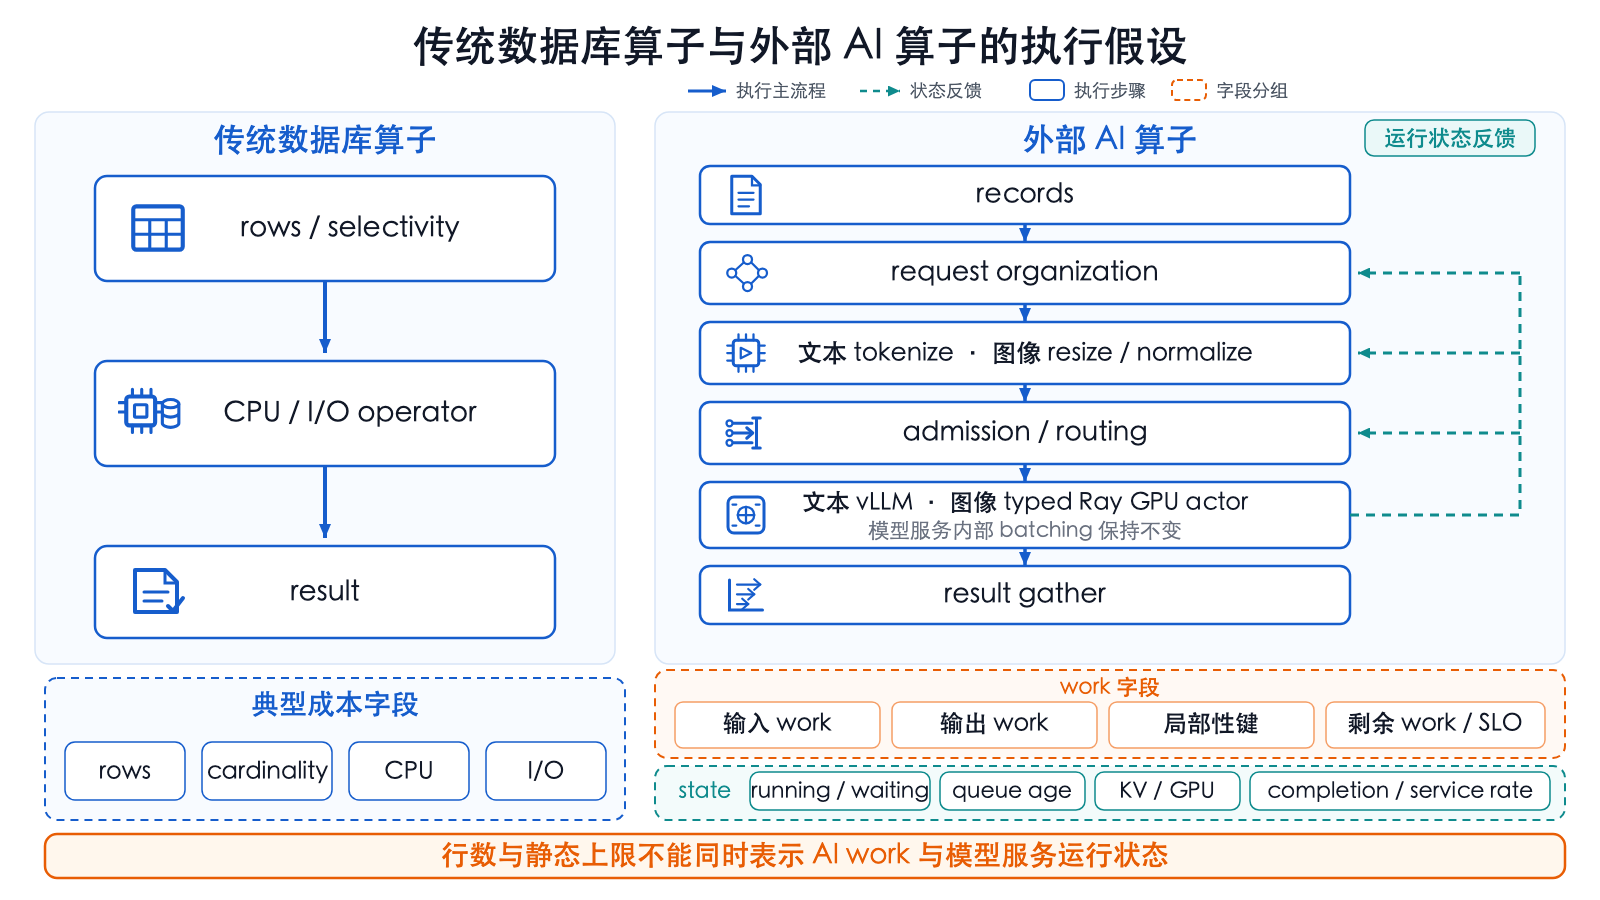 传统数据库算子与外部 AI 算子的执行假设
执行主流程
状态反馈
执行步骤
字段分组
传统数据库算子
rows / selectivity
CPU / I/O operator
result
外部 AI 算子
运行状态反馈
records
request organization
文本 tokenize · 图像 resize / normalize
admission / routing
文本 vLLM · 图像 typed Ray GPU actor
模型服务内部 batching 保持不变
result gather
典型成本字段
rows
cardinality
CPU
I/O
work 字段
输入 work
输出 work
局部性键
剩余 work / SLO
state
running / waiting
queue age
KV / GPU
completion / service rate
行数与静态上限不能同时表示 AI work 与模型服务运行状态